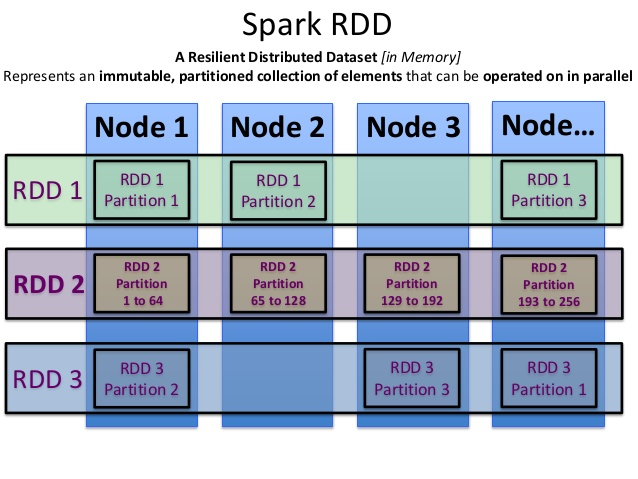 Spark RDD
A Resilient Distributed Dataset [in Memory]
Represents an immutable, partitioned collection of elements that can be operated on in parallel
Node 1
Node 2
Node 3
Node…
RDD 1
RDD 1
Partition 1
RDD 1
Partition 2
RDD 1
Partition 3
RDD 2
RDD 2
Partition
1 to 64
RDD 2
Partition
65 to 128
RDD 2
Partition
129 to 192
RDD 2
Partition
193 to 256
RDD 3
RDD 3
Partition 2
RDD 3
Partition 3
RDD 3
Partition 1